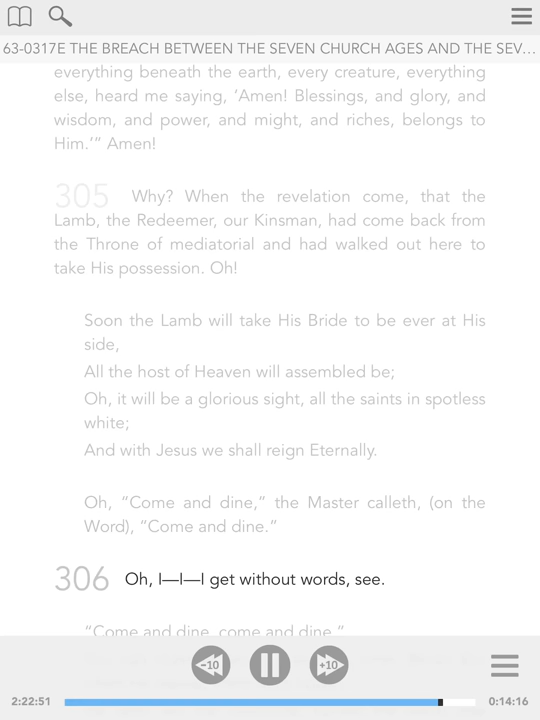 63-0317E THE BREACH BETWEEN THE SEVEN CHURCH AGES AND THE SEV...
everything beneath the earth, every creature, everything
else, heard me saying, ‘Amen! Blessings, and glory, and
wisdom, and power, and might, and riches, belongs to
Him.’” Amen!
305 Why? When the revelation come, that the
Lamb, the Redeemer, our Kinsman, had come back from
the Throne of mediatorial and had walked out here to
take His possession. Oh!
Soon the Lamb will take His Bride to be ever at His
side,
All the host of Heaven will assembled be;
Oh, it will be a glorious sight, all the saints in spotless
white;
And with Jesus we shall reign Eternally.
Oh, “Come and dine,” the Master calleth, (on the
Word), “Come and dine.”
306 Oh, I—I—I get without words, see.
“Come and dine, come and dine.”
-10 +10
2:22:51 0:14:16